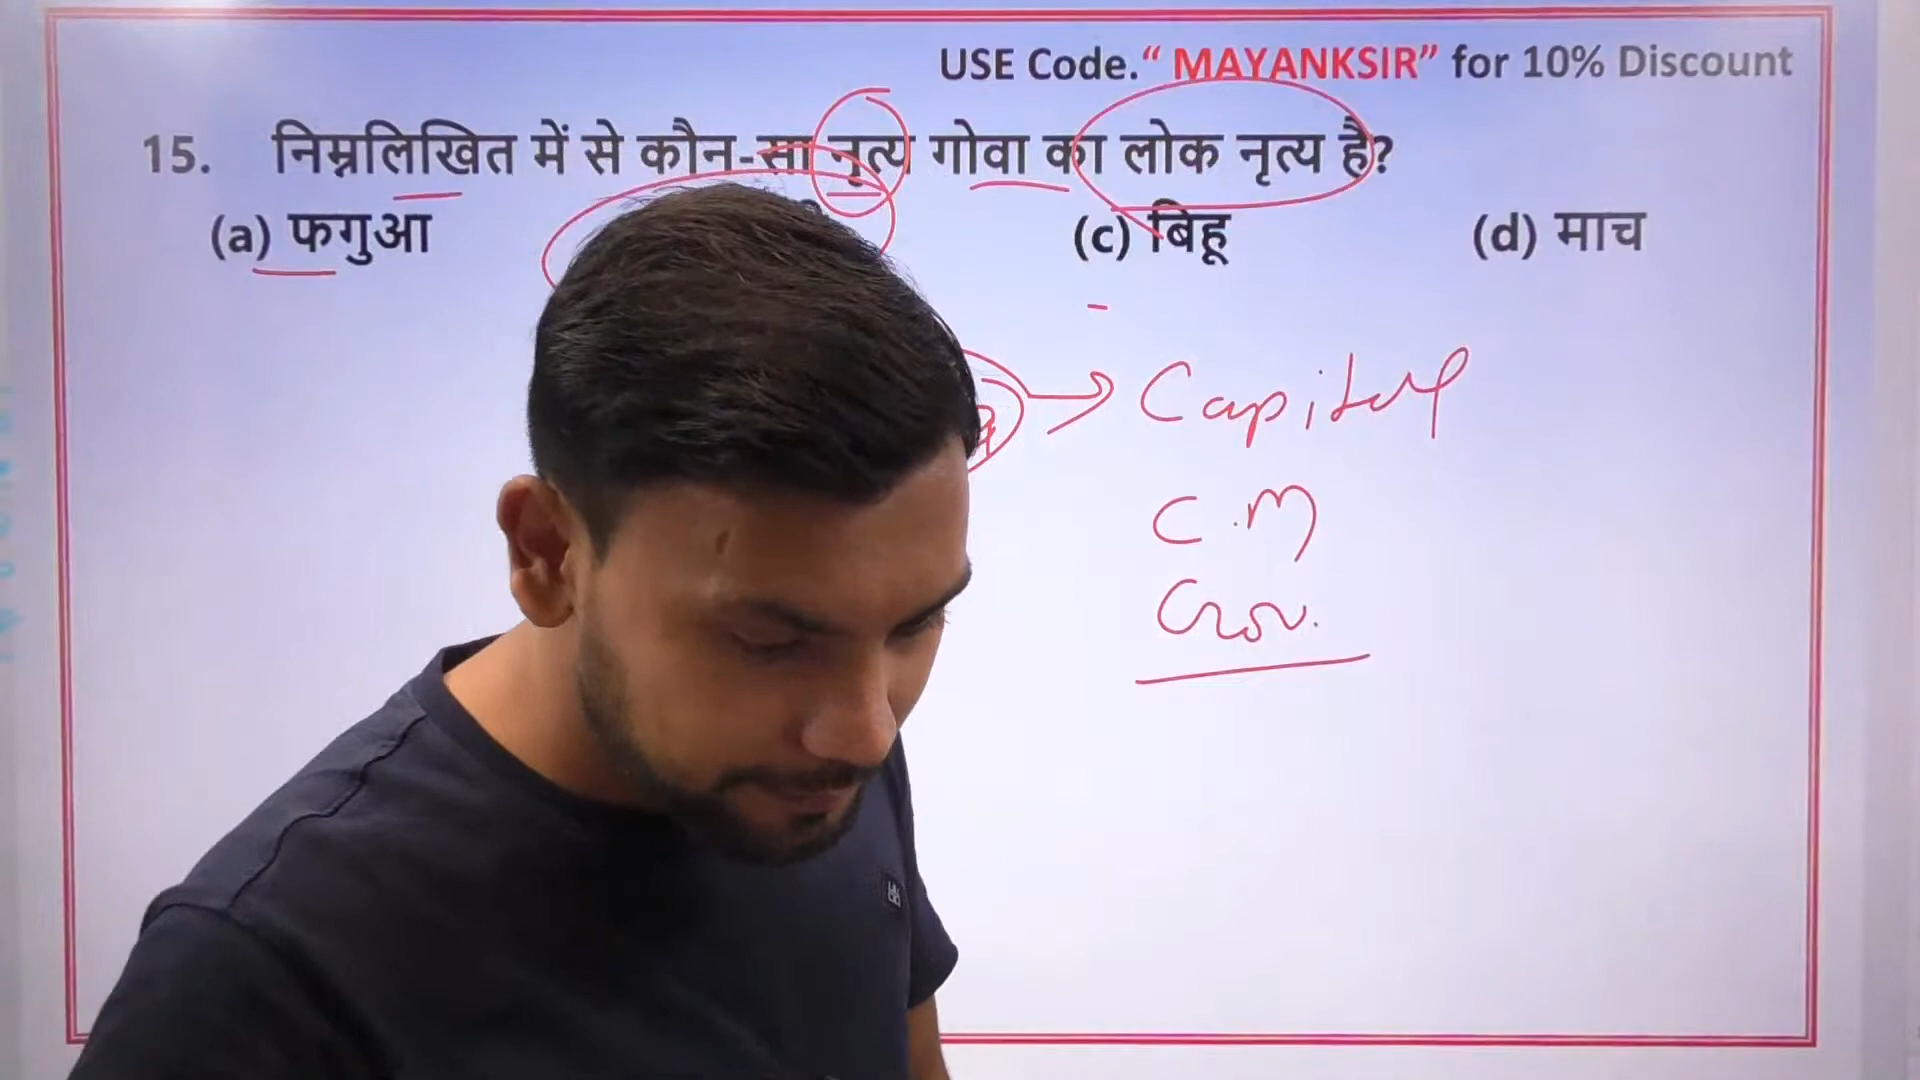 USE Code.“ MAYANKSIR” for 10% Discount
15. निम्नलिखित में से कौन-सा नृत्य गोवा का लोक नृत्य है?
(a) फगुआ (c) बिहू (d) माच
Capital
C.M
Gov.